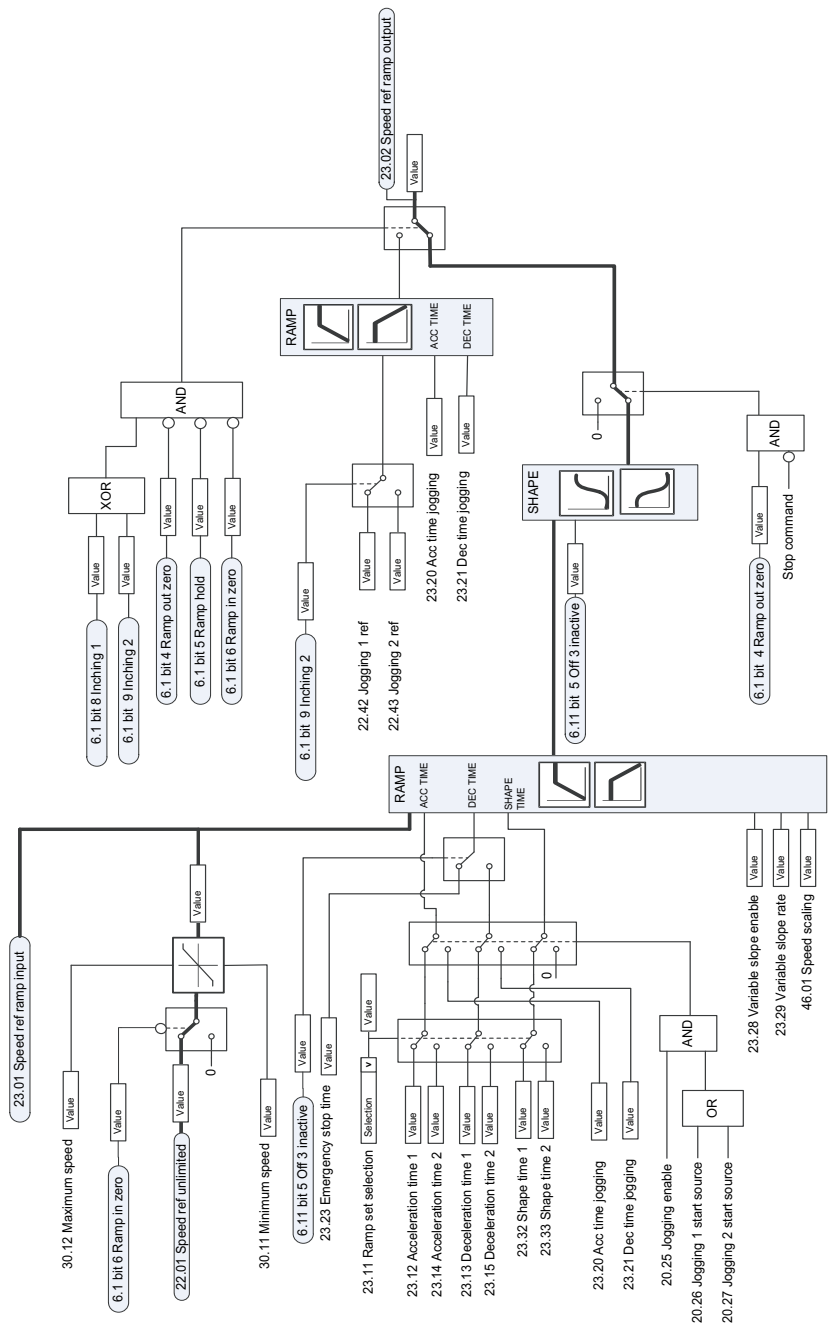 23.01 Speed ref ramp input
30.12 Maximum speed
Value
6.1 bit 6 Ramp in zero
Value
22.01 Speed ref unlimited
Value
0
Value
30.11 Minimum speed
Value
6.11 bit 5 Off 3 inactive
Value
23.23 Emergency stop time
Value
23.11 Ramp set selection
Selection
v
Value
23.12 Acceleration time 1
Value
23.14 Acceleration time 2
Value
23.13 Deceleration time 1
Value
23.15 Deceleration time 2
Value
23.32 Shape time 1
Value
23.33 Shape time 2
Value
0
23.20 Acc time jogging
Value
23.21 Dec time jogging
Value
20.25 Jogging enable
AND
20.26 Jogging 1 start source
OR
20.27 Jogging 2 start source
RAMP
ACC TIME
DEC TIME
SHAPE
TIME
23.28 Variable slope enable
Value
23.29 Variable slope rate
Value
46.01 Speed scaling
Value
6.1 bit 8 Inching 1
Value
6.1 bit 9 Inching 2
Value
XOR
6.1 bit 4 Ramp out zero
Value
6.1 bit 5 Ramp hold
Value
6.1 bit 6 Ramp in zero
Value
AND
6.1 bit 9 Inching 2
Value
22.42 Jogging 1 ref
Value
22.43 Jogging 2 ref
Value
23.20 Acc time jogging
Value
23.21 Dec time jogging
Value
RAMP
ACC TIME
DEC TIME
6.11 bit 5 Off 3 inactive
Value
SHAPE
0
6.1 bit 4 Ramp out zero
Value
Stop command
AND
23.02 Speed ref ramp output
Value